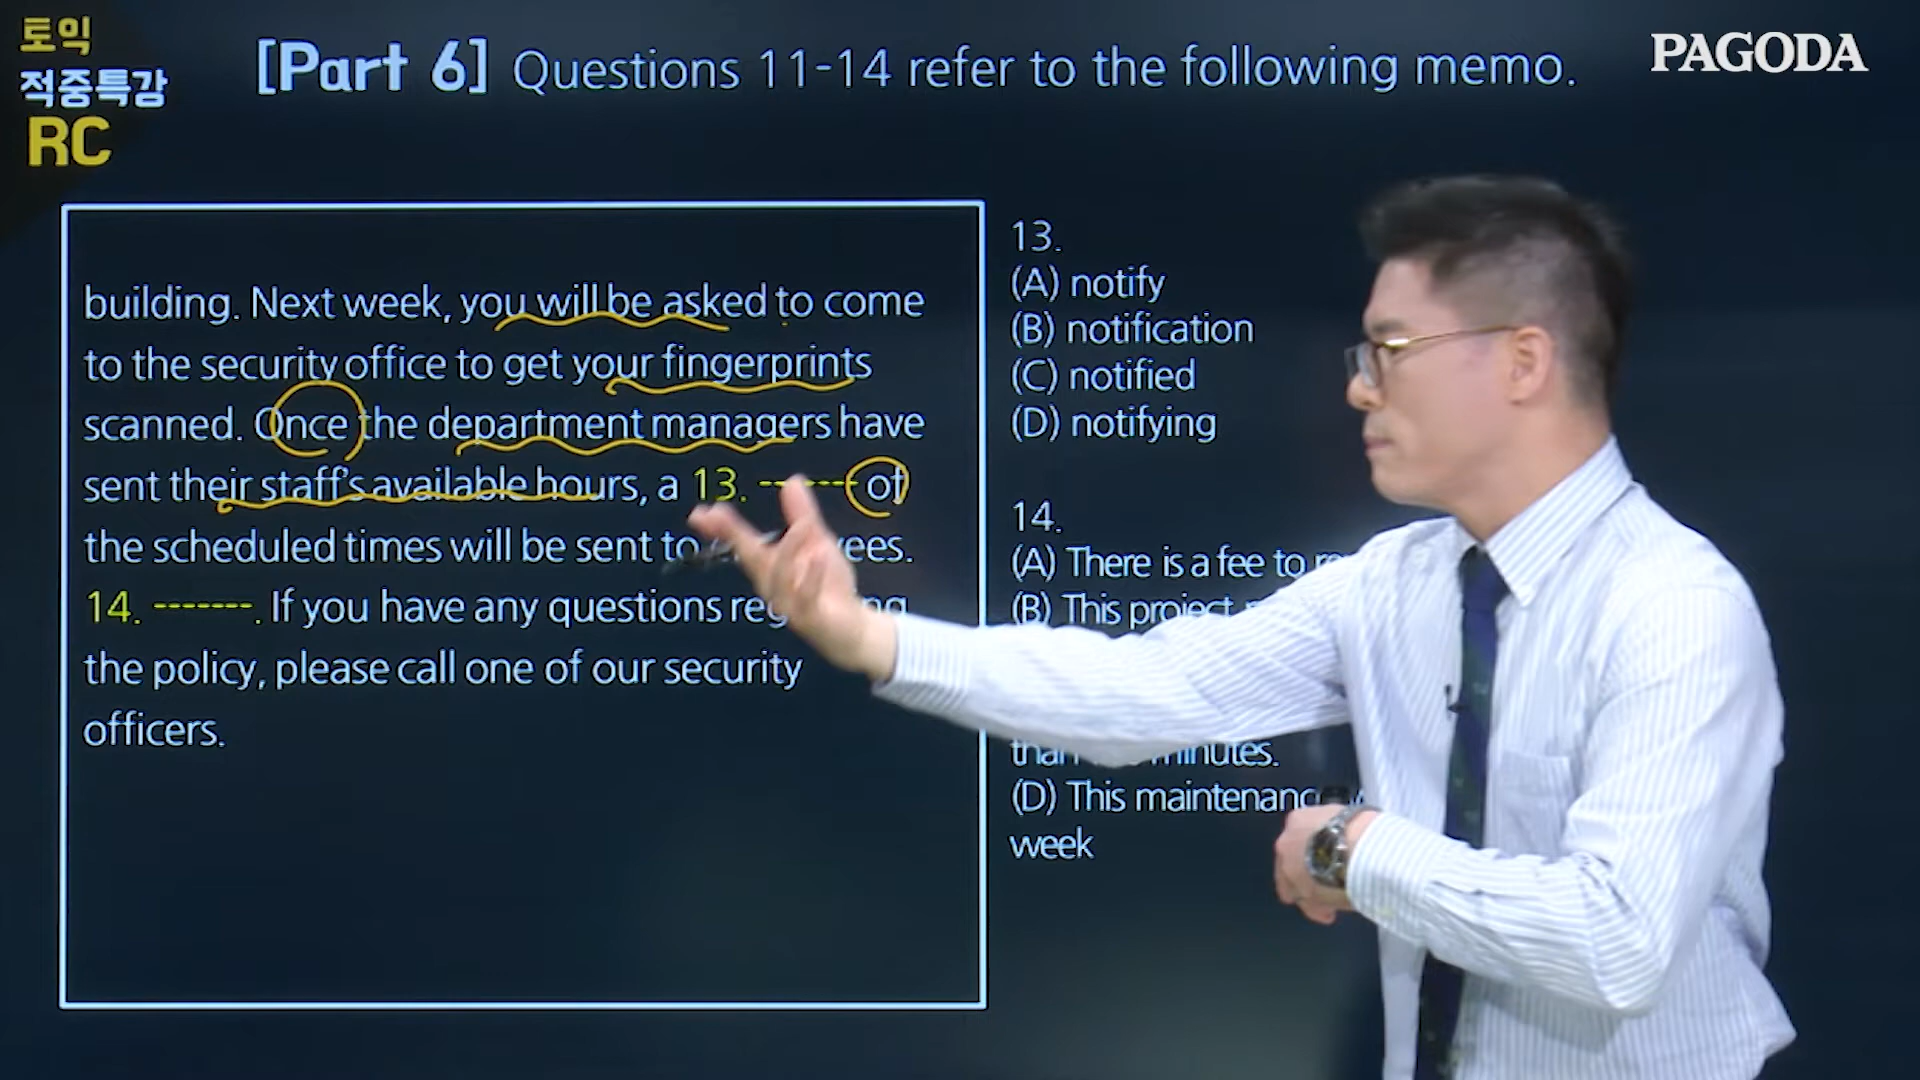 토익
적중특강
RC
[Part 6] Questions 11-14 refer to the following memo.
PAGODA
building. Next week, you will be asked to come
to the security office to get your fingerprints
scanned. Once the department managers have
sent their staff's available hours, a 13. ------- of
the scheduled times will be sent to
14. -------. If you have any questions
the policy, please call one of our security
officers.
13.
(A) notify
(B) notification
(C) notified
(D) notifying
14.
(A) There is a fee to
(B) This project
than minutes.
(D) This maintenance
week